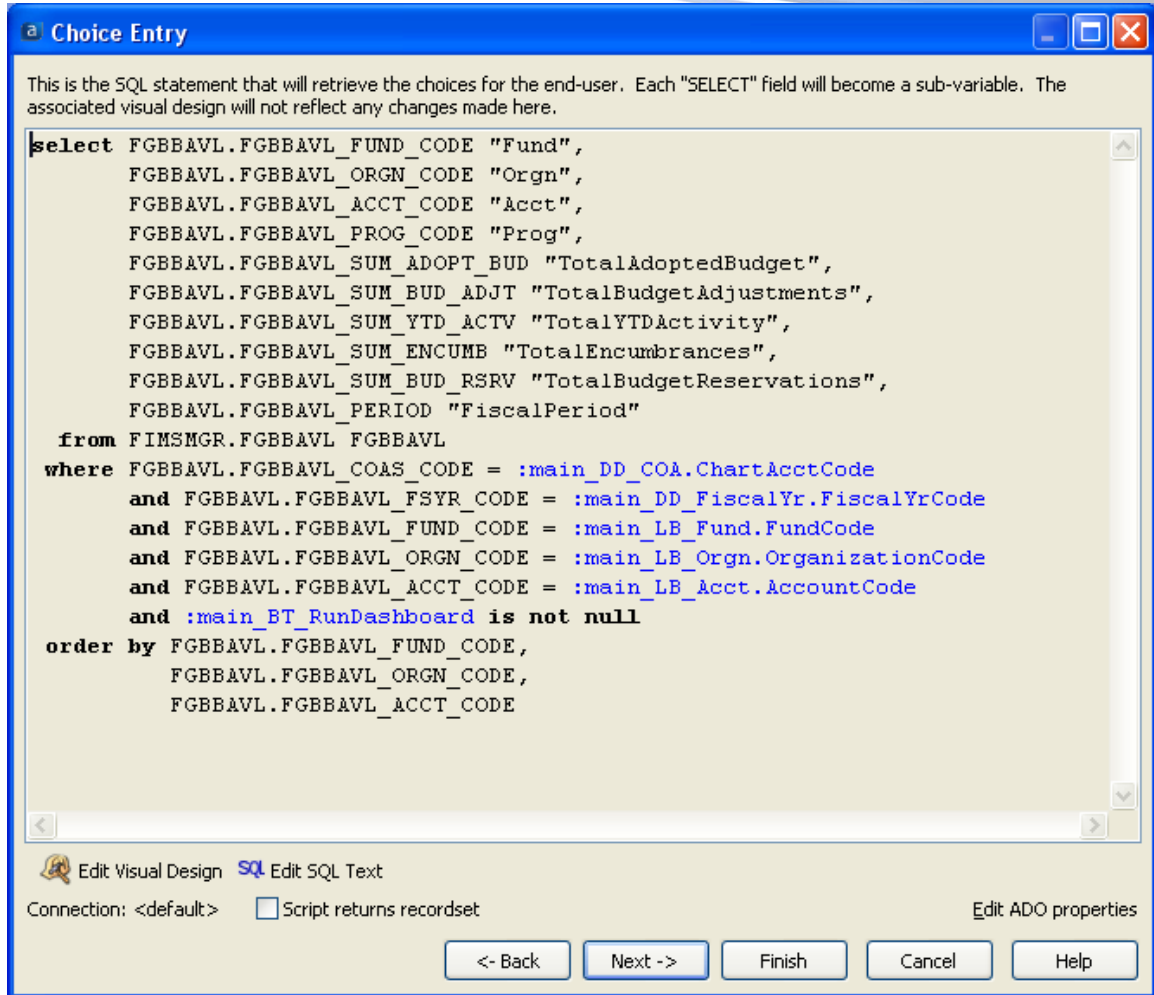 a Choice Entry
This is the SQL statement that will retrieve the choices for the end-user. Each "SELECT" field will become a sub-variable. The
associated visual design will not reflect any changes made here.
select FGBBAVL.FGBBAVL_FUND_CODE "Fund",
FGBBAVL.FGBBAVL_ORGN_CODE "Orgn",
FGBBAVL.FGBBAVL_ACCT_CODE "Acct",
FGBBAVL.FGBBAVL_PROG_CODE "Prog",
FGBBAVL.FGBBAVL_SUM_ADOPT_BUD "TotalAdoptedBudget",
FGBBAVL.FGBBAVL_SUM_BUD_ADJT "TotalBudgetAdjustments",
FGBBAVL.FGBBAVL_SUM_YTD_ACTV "TotalYTDActivity",
FGBBAVL.FGBBAVL_SUM_ENCUMB "TotalEncumbrances",
FGBBAVL.FGBBAVL_SUM_BUD_RSRV "TotalBudgetReservations",
FGBBAVL.FGBBAVL_PERIOD "FiscalPeriod"
from FIMSMGR.FGBBAVL FGBBAVL
where FGBBAVL.FGBBAVL_COAS_CODE = :main_DD_COA.ChartAcctCode
and FGBBAVL.FGBBAVL_FSYR_CODE = :main_DD_FiscalYr.FiscalYrCode
and FGBBAVL.FGBBAVL_FUND_CODE = :main_LB_Fund.FundCode
and FGBBAVL.FGBBAVL_ORGN_CODE = :main_LB_Orgn.OrganizationCode
and FGBBAVL.FGBBAVL_ACCT_CODE = :main_LB_Acct.AccountCode
and :main_BT_RunDashboard is not null
order by FGBBAVL.FGBBAVL_FUND_CODE,
FGBBAVL.FGBBAVL_ORGN_CODE,
FGBBAVL.FGBBAVL_ACCT_CODE
Edit Visual Design SQL Edit SQL Text
Connection: <default> Script returns recordset Edit ADO properties
<- Back Next -> Finish Cancel Help